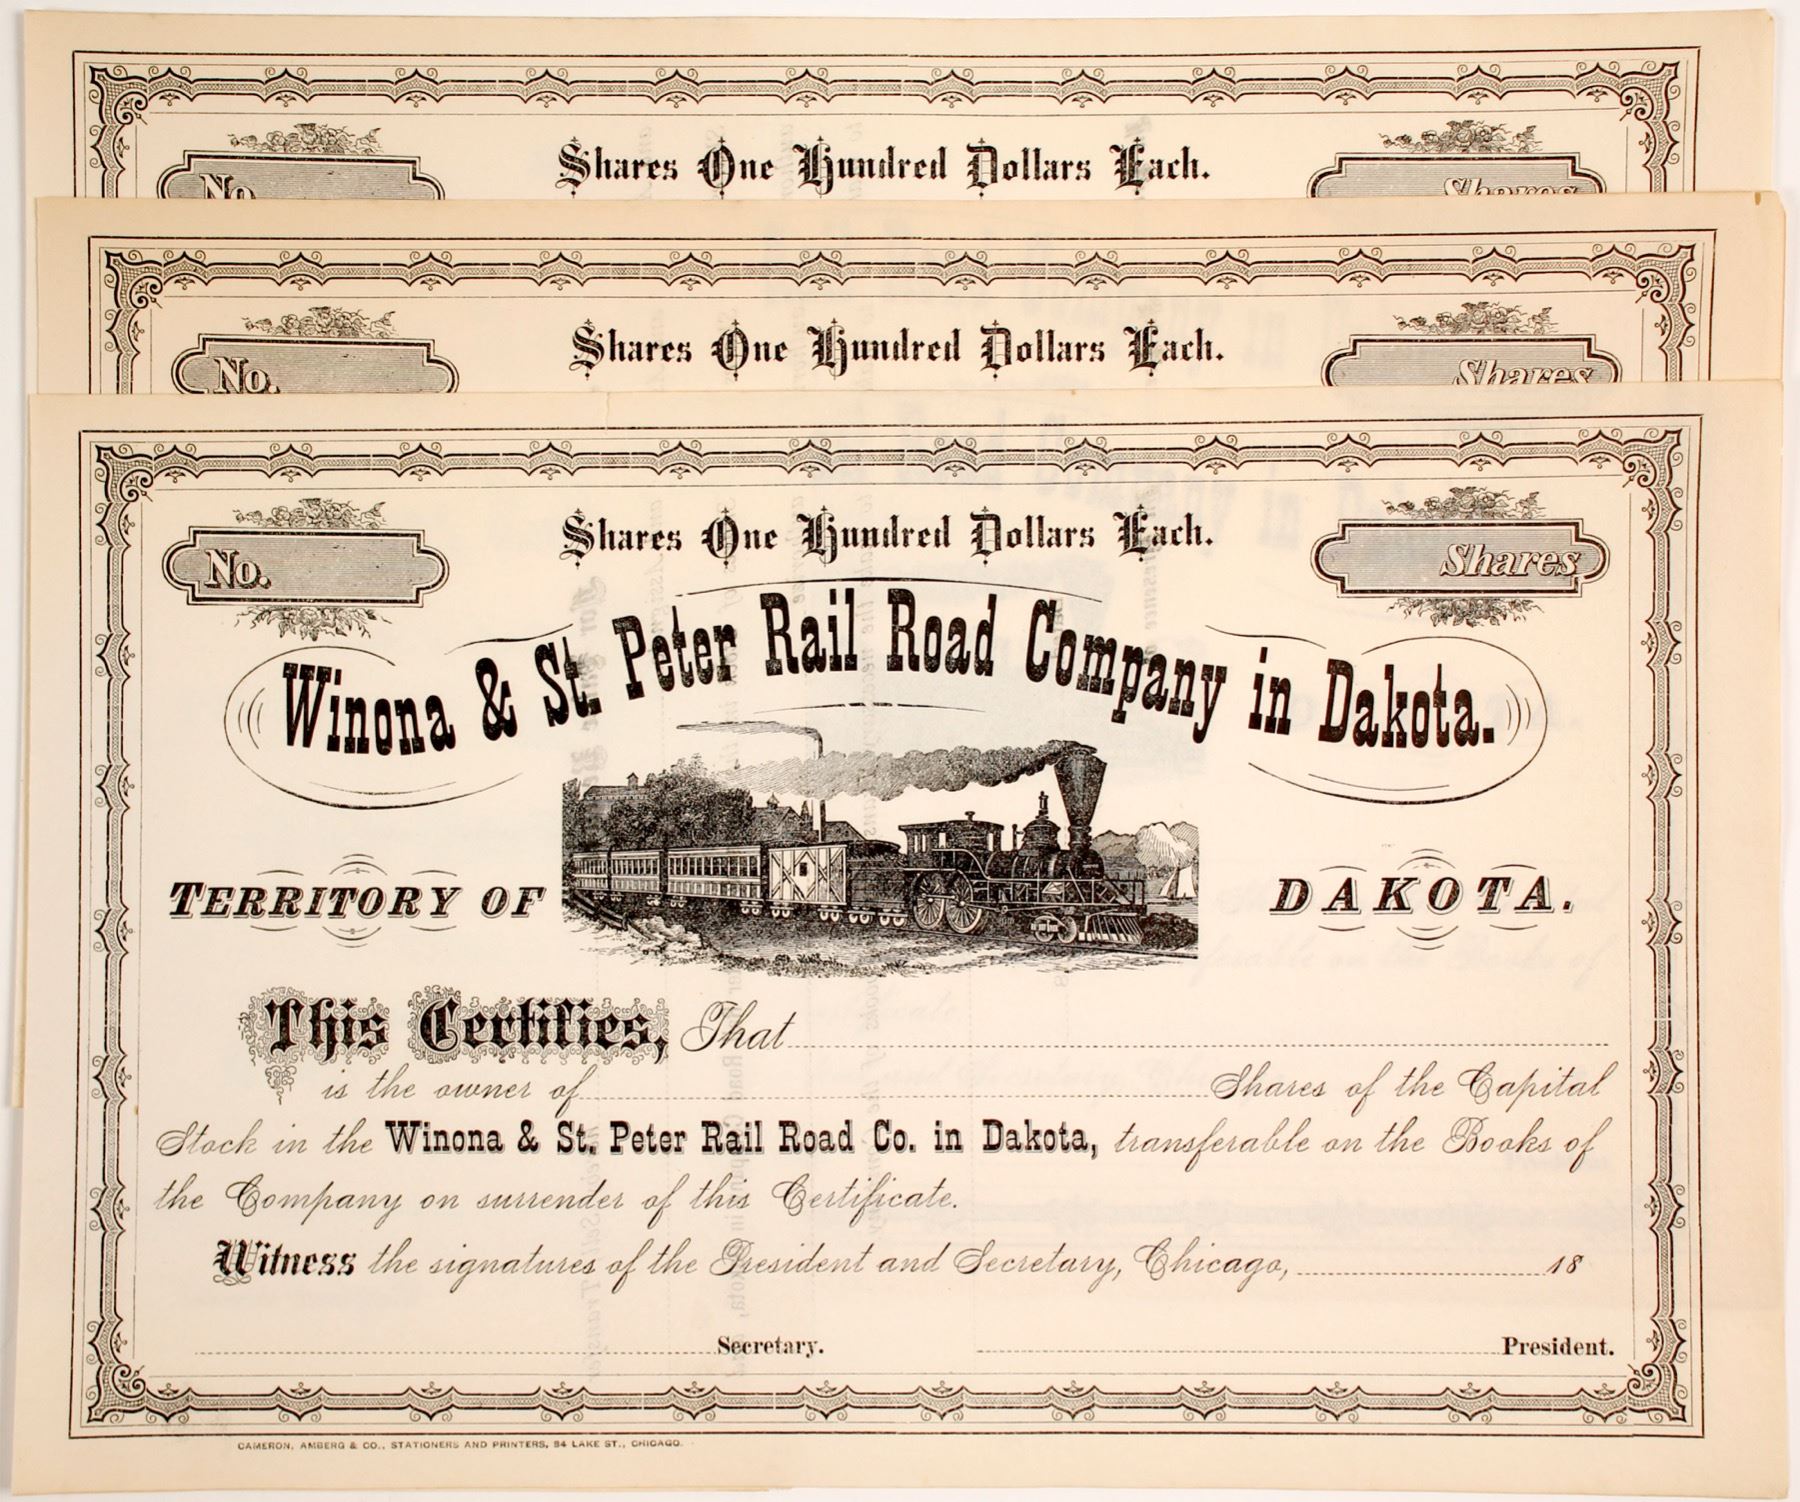 Shares One Hundred Dollars Each.
No.
Shares
Shares One Hundred Dollars Each.
No.
Shares
Shares One Hundred Dollars Each.
No.
Shares
Winona & St. Peter Rail Road Company in Dakota.
TERRITORY OF DAKOTA.
This Certifies, That
is the owner of Shares of the Capital
Stock in the Winona & St. Peter Rail Road Co. in Dakota, transferable on the Books of
the Company on surrender of this Certificate.
Witness the signatures of the President and Secretary, Chicago, 18
Secretary. President.
CAMERON, AMBERG & CO., STATIONERS AND PRINTERS, 84 LAKE ST., CHICAGO.